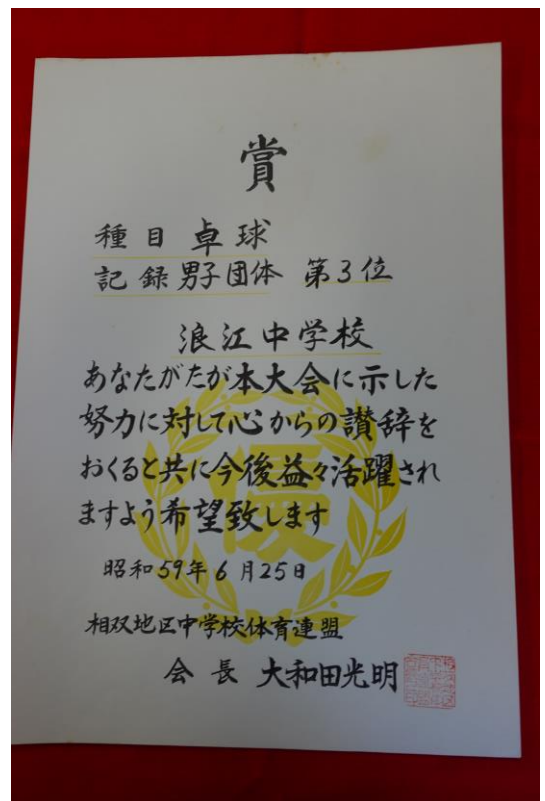 賞
種目 卓球
記録 男子団体 第3位
浪江中学校
あなたがたが本大会に示した
努力に対して心からの讃辞を
おくると共に今後益々活躍され
ますよう希望致します
優
昭和59年6月25日
相双地区中学校体育連盟
会長 大和田光明